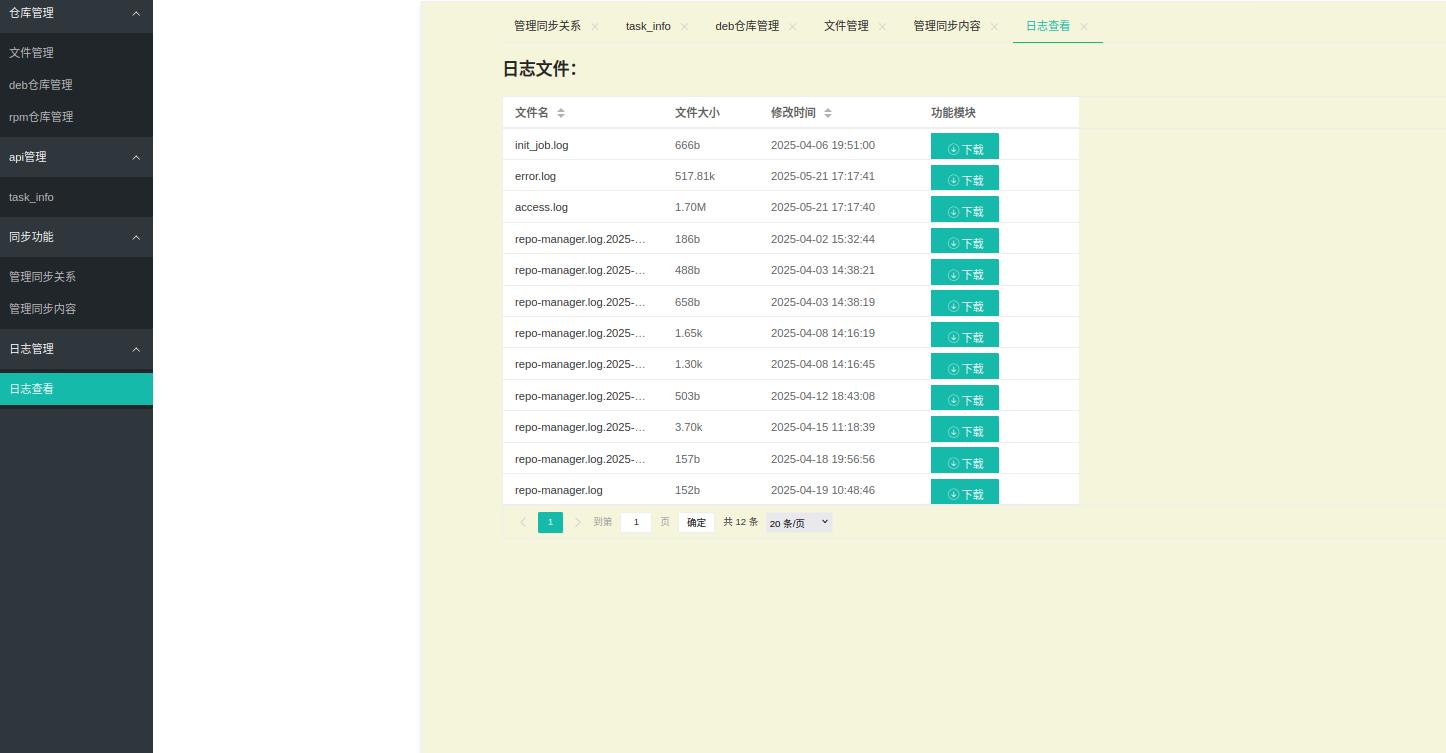 仓库管理
文件管理
deb仓库管理
rpm仓库管理
api管理
task_info
同步功能
管理同步关系
管理同步内容
日志管理
日志查看
管理同步关系 task_info deb仓库管理 文件管理 管理同步内容 日志查看
日志文件:
文件名 文件大小 修改时间 功能模块
init_job.log 666b 2025-04-06 19:51:00 下载
error.log 517.81k 2025-05-21 17:17:41 下载
access.log 1.70M 2025-05-21 17:17:40 下载
repo-manager.log.2025-... 186b 2025-04-02 15:32:44 下载
repo-manager.log.2025-... 488b 2025-04-03 14:38:21 下载
repo-manager.log.2025-... 658b 2025-04-03 14:38:19 下载
repo-manager.log.2025-... 1.65k 2025-04-08 14:16:19 下载
repo-manager.log.2025-... 1.30k 2025-04-08 14:16:45 下载
repo-manager.log.2025-... 503b 2025-04-12 18:43:08 下载
repo-manager.log.2025-... 3.70k 2025-04-15 11:18:39 下载
repo-manager.log.2025-... 157b 2025-04-18 19:56:56 下载
repo-manager.log 152b 2025-04-19 10:48:46 下载
1 到第 1 页 确定 共 12 条 20 条/页